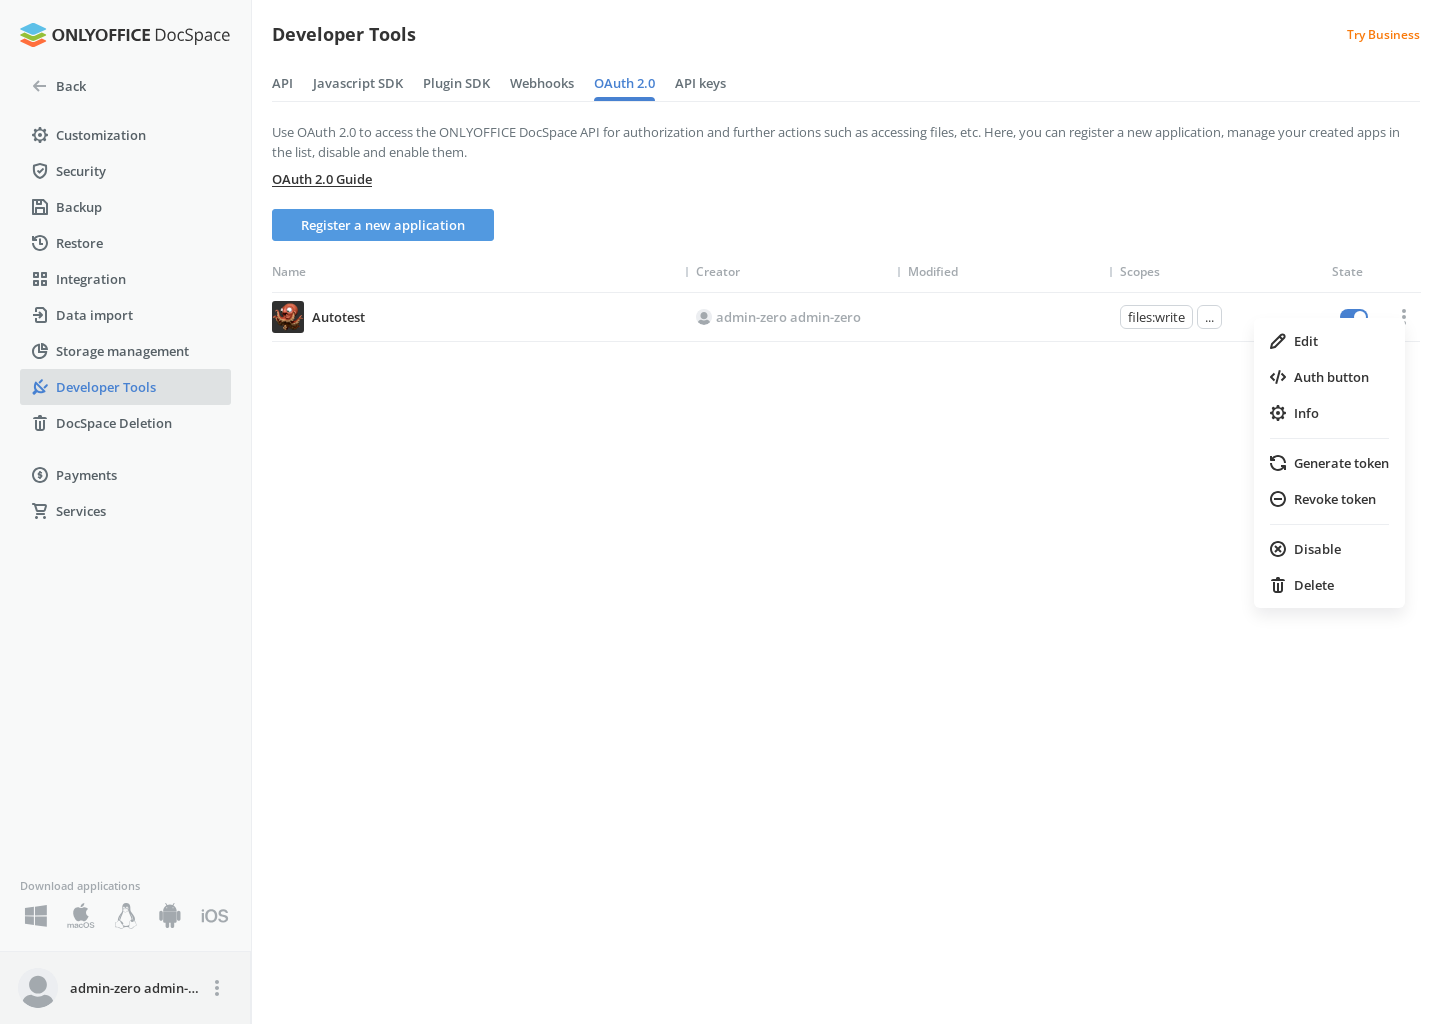 ONLYOFFICE DocSpace
Back
Customization
Security
Backup
Restore
Integration
Data import
Storage management
Developer Tools
DocSpace Deletion
Payments
Services
Download applications
macOS
iOS
admin-zero admin-...
Developer Tools
Try Business
API Javascript SDK Plugin SDK Webhooks OAuth 2.0 API keys
Use OAuth 2.0 to access the ONLYOFFICE DocSpace API for authorization and further actions such as accessing files, etc. Here, you can register a new application, manage your created apps in
the list, disable and enable them.
OAuth 2.0 Guide
Register a new application
Name Creator Modified Scopes State
Autotest admin-zero admin-zero files:write ...
Edit
Auth button
Info
Generate token
Revoke token
Disable
Delete